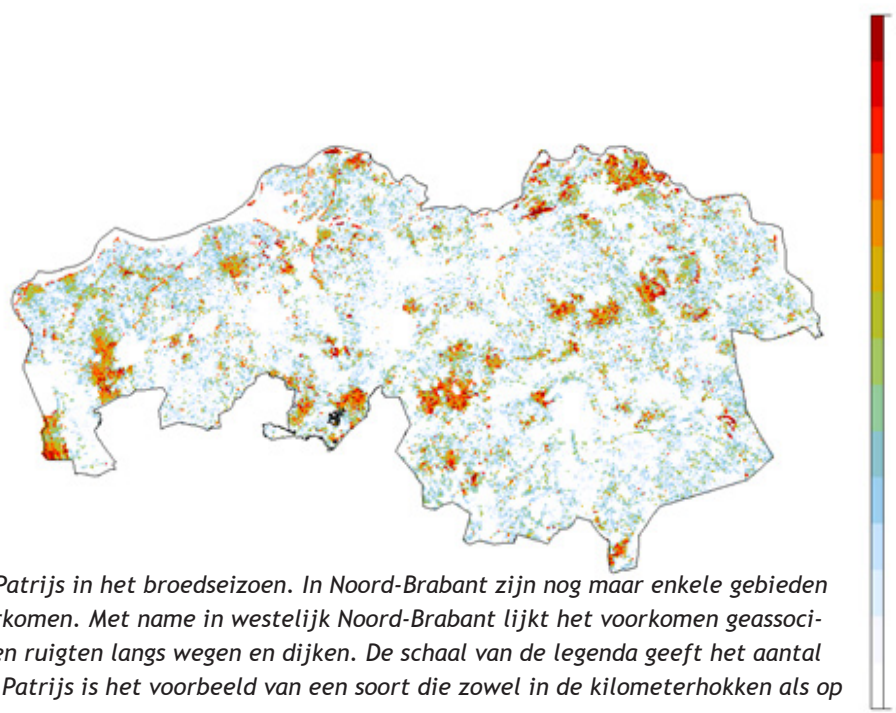 Patrijs in het broedseizoen. In Noord-Brabant zijn nog maar enkele gebieden
rkomen. Met name in westelijk Noord-Brabant lijkt het voorkomen geassoci-
en ruigten langs wegen en dijken. De schaal van de legenda geeft het aantal
Patrijs is het voorbeeld van een soort die zowel in de kilometerhokken als op